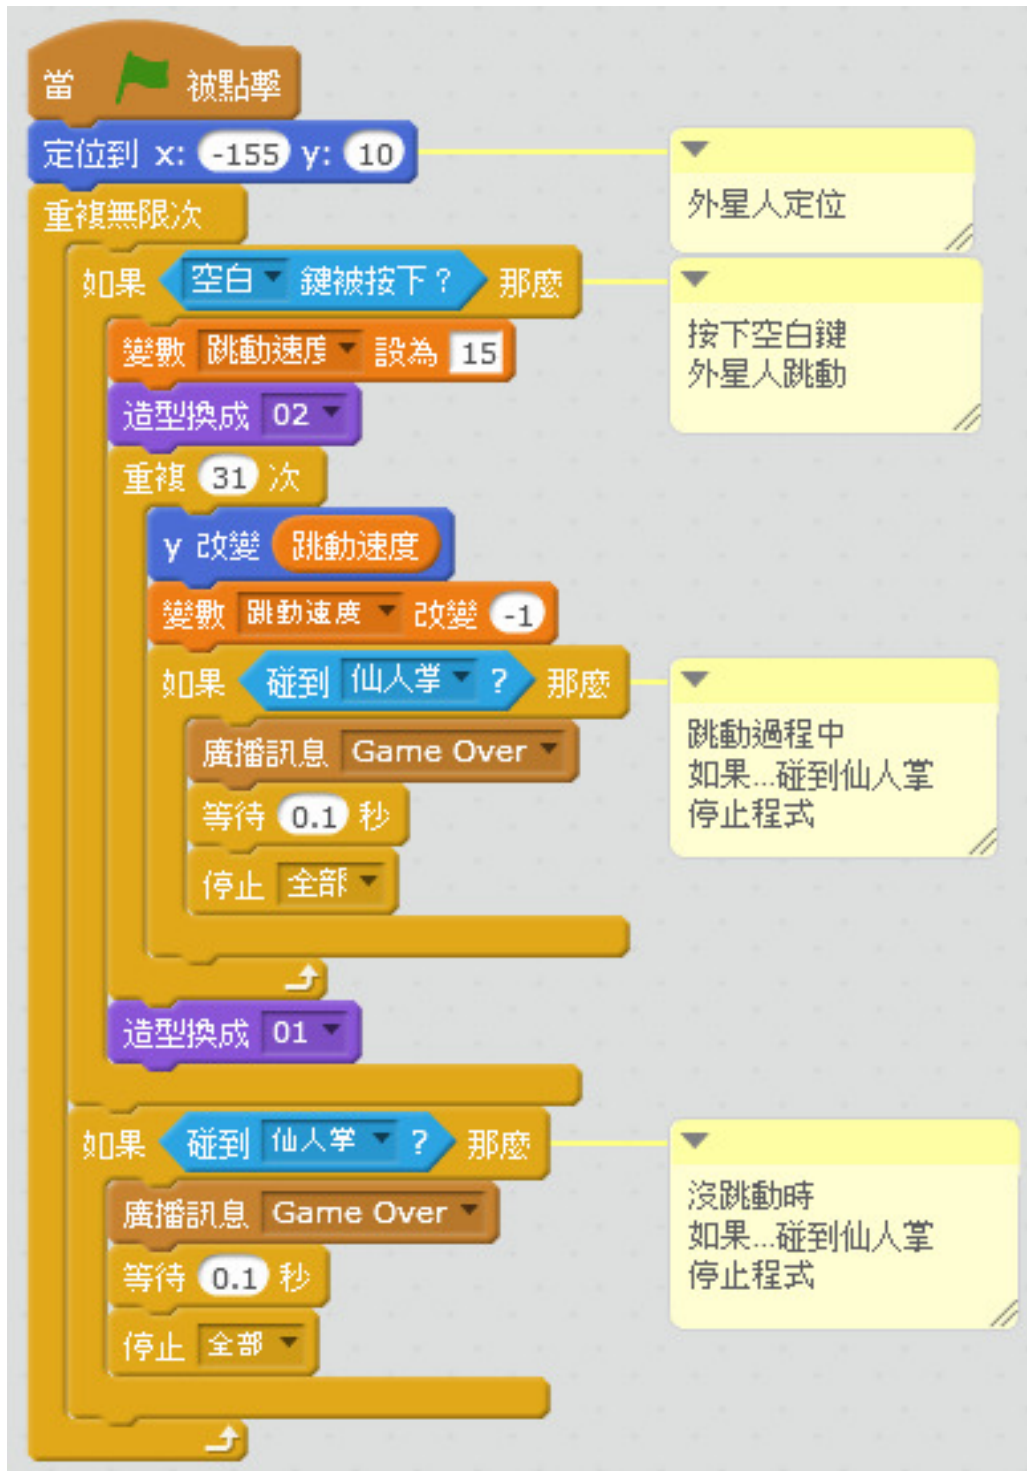 當 被點擊
定位到 x: -155 y: 10
外星人定位
重複無限次
如果 空白 鍵被按下? 那麼
按下空白鍵
外星人跳動
變數 跳動速度 設為 15
造型換成 02
重複 31 次
y 改變 跳動速度
變數 跳動速度 改變 -1
如果 碰到 仙人掌 ? 那麼
跳動過程中
如果...碰到仙人掌
停止程式
廣播訊息 Game Over
等待 0.1 秒
停止 全部
造型換成 01
如果 碰到 仙人掌 ? 那麼
沒跳動時
如果...碰到仙人掌
停止程式
廣播訊息 Game Over
等待 0.1 秒
停止 全部